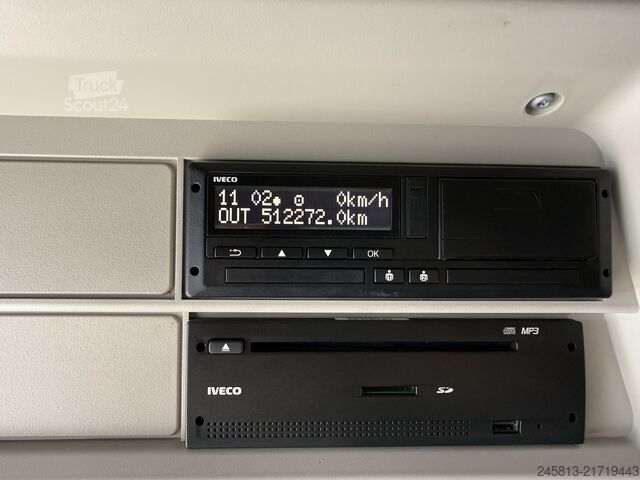 Truck
Scout24
IVECO
11 02 0km/h
OUT 512272.0km
OK
MP3
IVECO
SD
245813-21719443